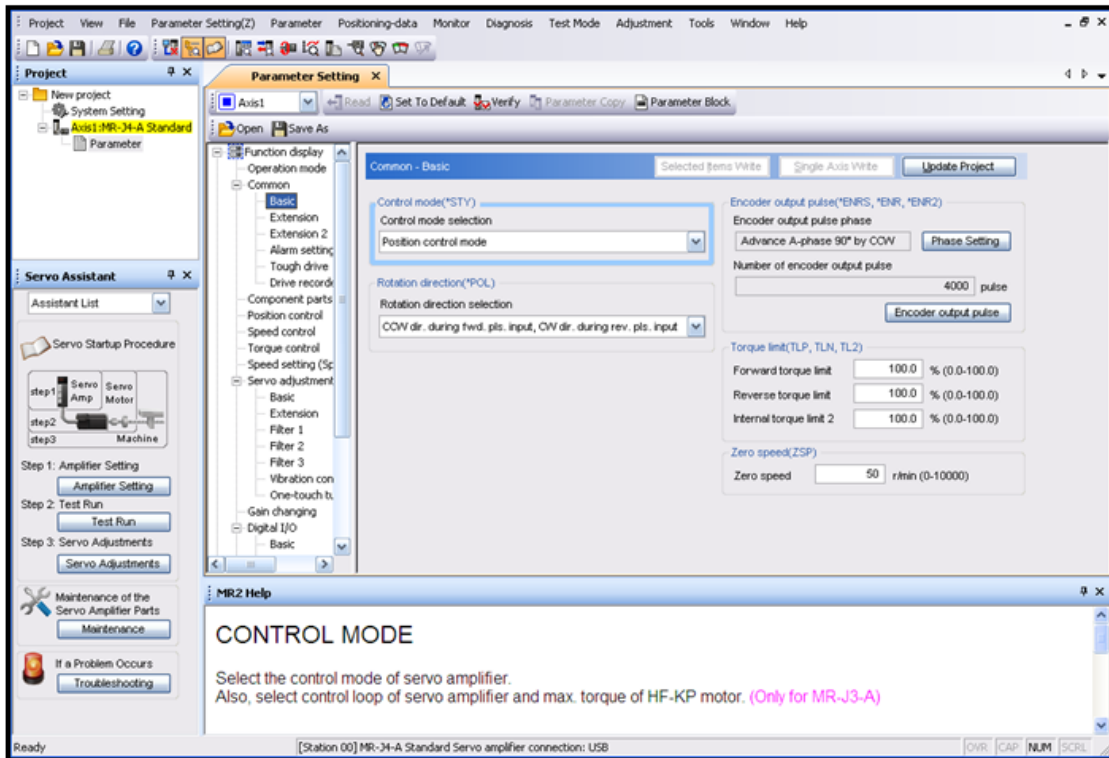 Project View File Parameter Setting(Z) Parameter Positioning-data Monitor Diagnosis Test Mode Adjustment Tools Window Help
Project
New project
System Setting
Axis1:MR-J4-A Standard
Parameter
Servo Assistant
Assistant List
Servo Startup Procedure
step1 Servo Amp Servo Motor
step2
step3 Machine
Step 1: Amplifier Setting
Amplifier Setting
Step 2: Test Run
Test Run
Step 3: Servo Adjustments
Servo Adjustments
Maintenance of the
Servo Amplifier Parts
Maintenance
If a Problem Occurs
Troubleshooting
Parameter Setting
Axis1 Read Set To Default Verify Parameter Copy Parameter Block
Open Save As
Function display
Operation mode
Common
Basic
Extension
Extension 2
Alarm setting
Tough drive
Drive recorde
Component parts
Position control
Speed control
Torque control
Speed setting (Sp
Servo adjustment
Basic
Extension
Filter 1
Filter 2
Filter 3
Vibration con
One-touch tu
Gain changing
Digital I/O
Basic
Common - Basic Selected Items Write Single Axis Write Update Project
Control mode(*STY)
Control mode selection
Position control mode
Rotation direction(*POL)
Rotation direction selection
CCW dir. during fwd. pls. input, CW dir. during rev. pls. input
Encoder output pulse(*ENRS, *ENR, *ENR2)
Encoder output pulse phase
Advance A-phase 90° by CCW Phase Setting
Number of encoder output pulse
4000 pulse
Encoder output pulse
Torque limit(TLP, TLN, TL2)
Forward torque limit 100.0 % (0.0-100.0)
Reverse torque limit 100.0 % (0.0-100.0)
Internal torque limit 2 100.0 % (0.0-100.0)
Zero speed(ZSP)
Zero speed 50 r/min (0-10000)
MR2 Help
CONTROL MODE
Select the control mode of servo amplifier.
Also, select control loop of servo amplifier and max. torque of HF-KP motor. (Only for MR-J3-A)
Ready [Station 00] MR-J4-A Standard Servo amplifier connection: USB OVR CAP NUM SCRL